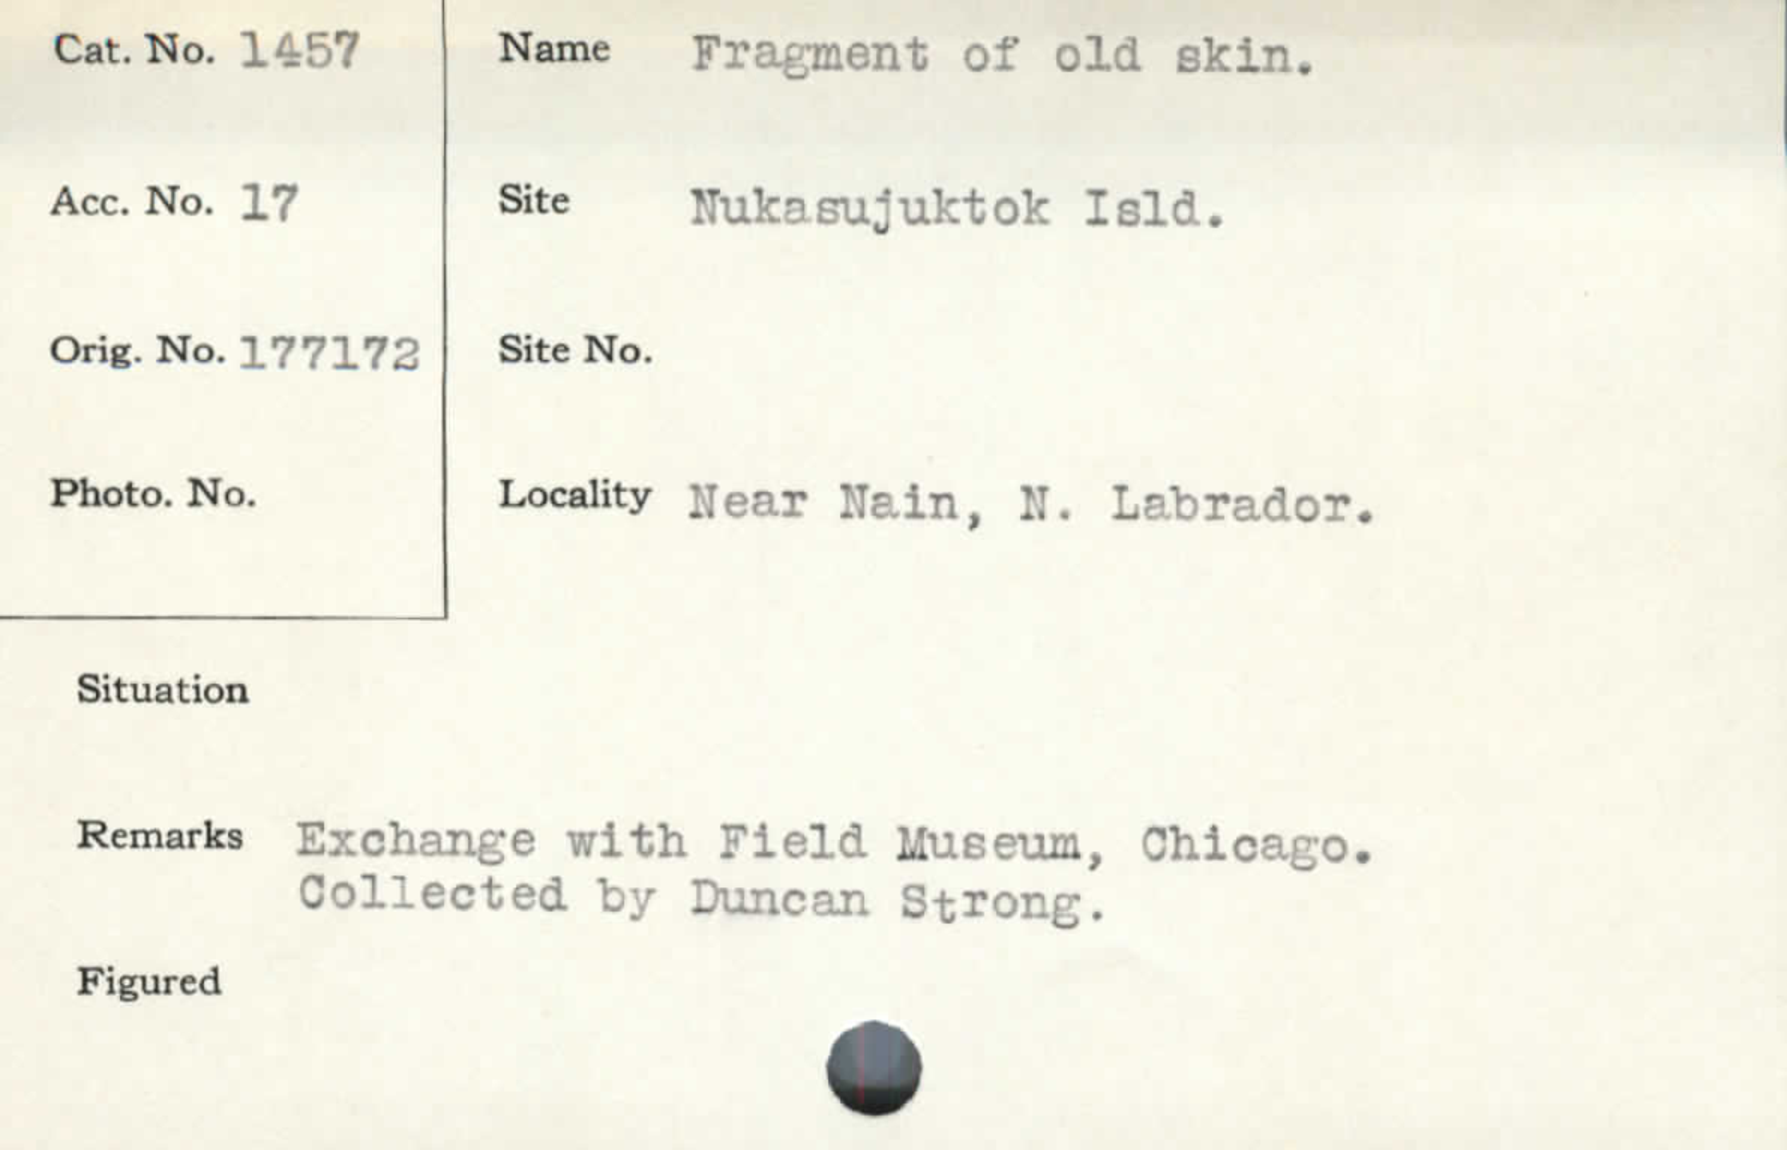 Cat. No. 1457
Name Fragment of old skin.
Acc. No. 17
Site Nukasujuktok Isld.
Orig. No. 177172
Site No.
Photo. No.
Locality Near Nain, N. Labrador.
Situation
Remarks Exchange with Field Museum, Chicago.
Collected by Duncan Strong.
Figured